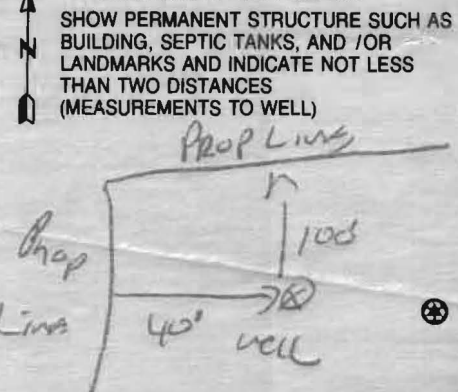 SHOW PERMANENT STRUCTURE SUCH AS
BUILDING, SEPTIC TANKS, AND /OR
LANDMARKS AND INDICATE NOT LESS
THAN TWO DISTANCES
(MEASUREMENTS TO WELL)
N
Prop Line
100'
Prop
Line
40'
well